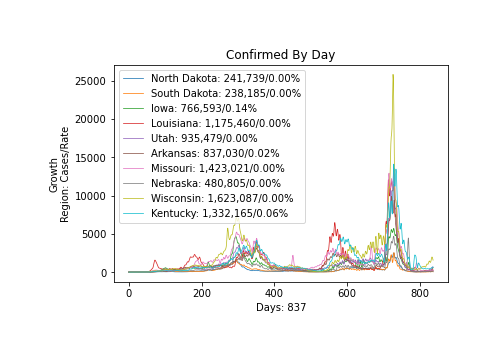 Confirmed By Day
Growth
Region: Cases/Rate
25000
20000
15000
10000
5000
0
North Dakota: 241,739/0.00%
South Dakota: 238,185/0.00%
Iowa: 766,593/0.14%
Louisiana: 1,175,460/0.00%
Utah: 935,479/0.00%
Arkansas: 837,030/0.02%
Missouri: 1,423,021/0.00%
Nebraska: 480,805/0.00%
Wisconsin: 1,623,087/0.00%
Kentucky: 1,332,165/0.06%
0 200 400 600 800
Days: 837